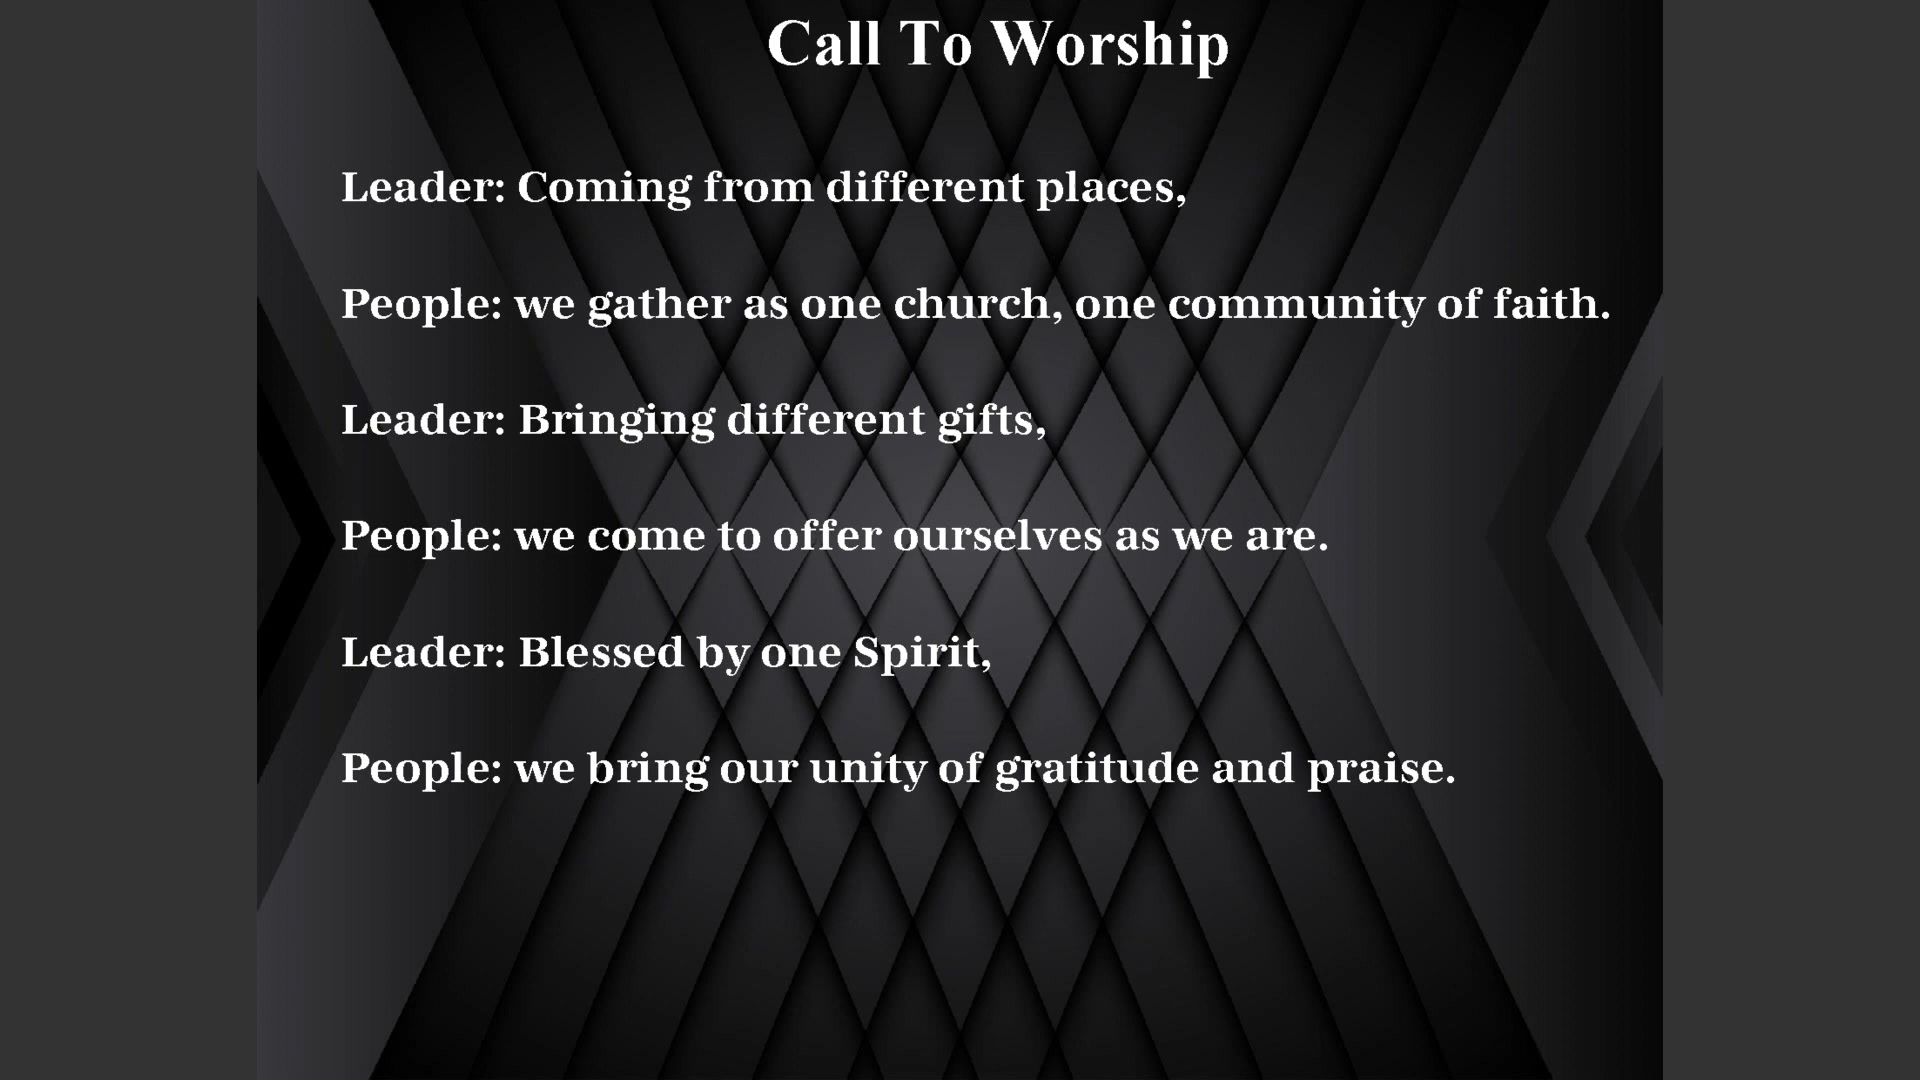 Call To Worship
Leader: Coming from different places,
People: we gather as one church, one community of faith.
Leader: Bringing different gifts,
People: we come to offer ourselves as we are.
Leader: Blessed by one Spirit,
People: we bring our unity of gratitude and praise.